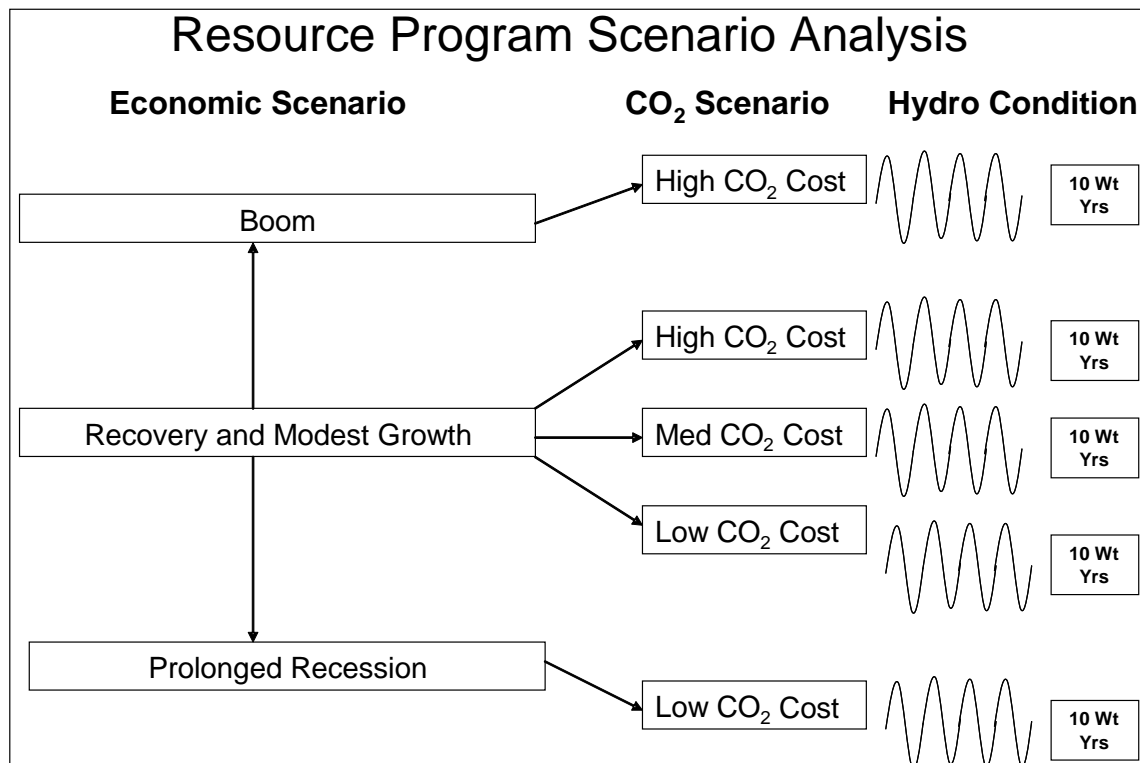 Resource Program Scenario Analysis
Economic Scenario
CO₂ Scenario
Hydro Condition
Boom
High CO₂ Cost
10 Wt
Yrs
High CO₂ Cost
10 Wt
Yrs
Recovery and Modest Growth
Med CO₂ Cost
10 Wt
Yrs
Low CO₂ Cost
10 Wt
Yrs
Prolonged Recession
Low CO₂ Cost
10 Wt
Yrs